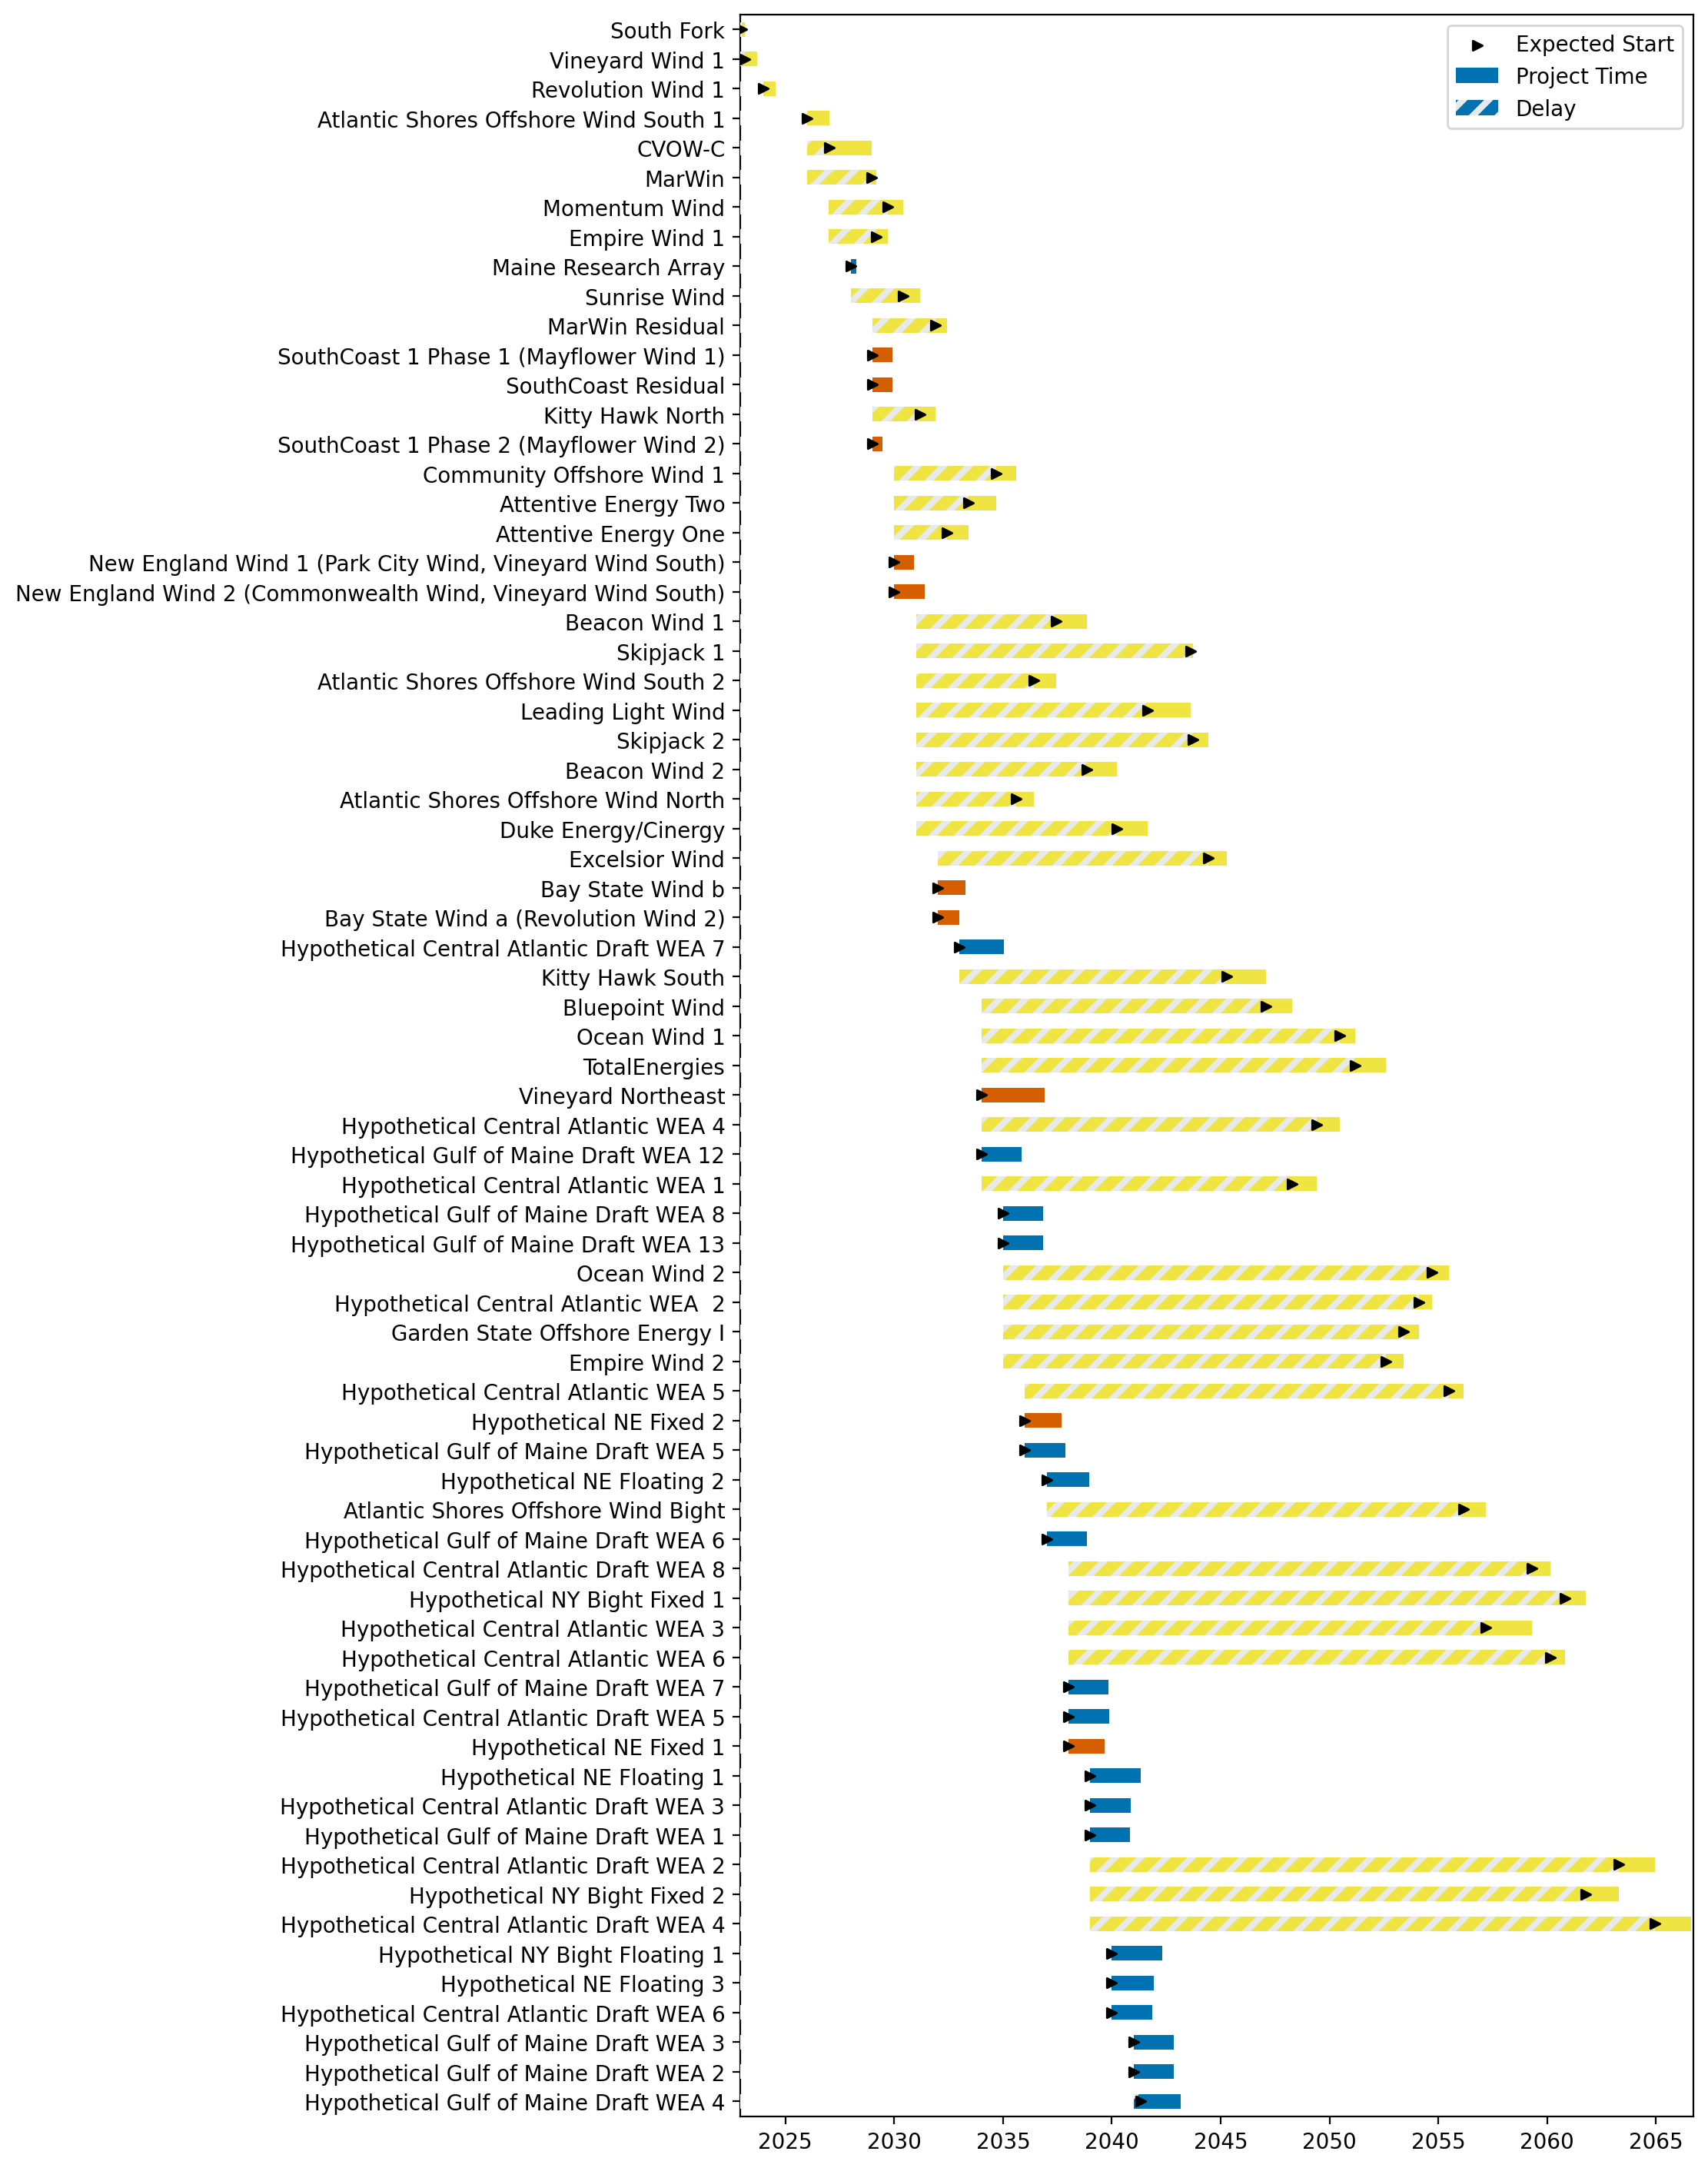 South Fork
Vineyard Wind 1
Revolution Wind 1
Atlantic Shores Offshore Wind South 1
CVOW-C
MarWin
Momentum Wind
Empire Wind 1
Maine Research Array
Sunrise Wind
MarWin Residual
SouthCoast 1 Phase 1 (Mayflower Wind 1)
SouthCoast Residual
Kitty Hawk North
SouthCoast 1 Phase 2 (Mayflower Wind 2)
Community Offshore Wind 1
Attentive Energy Two
Attentive Energy One
New England Wind 1 (Park City Wind, Vineyard Wind South)
New England Wind 2 (Commonwealth Wind, Vineyard Wind South)
Beacon Wind 1
Skipjack 1
Atlantic Shores Offshore Wind South 2
Leading Light Wind
Skipjack 2
Beacon Wind 2
Atlantic Shores Offshore Wind North
Duke Energy/Cinergy
Excelsior Wind
Bay State Wind b
Bay State Wind a (Revolution Wind 2)
Hypothetical Central Atlantic Draft WEA 7
Kitty Hawk South
Bluepoint Wind
Ocean Wind 1
TotalEnergies
Vineyard Northeast
Hypothetical Central Atlantic WEA 4
Hypothetical Gulf of Maine Draft WEA 12
Hypothetical Central Atlantic WEA 1
Hypothetical Gulf of Maine Draft WEA 8
Hypothetical Gulf of Maine Draft WEA 13
Ocean Wind 2
Hypothetical Central Atlantic WEA  2
Garden State Offshore Energy I
Empire Wind 2
Hypothetical Central Atlantic WEA 5
Hypothetical NE Fixed 2
Hypothetical Gulf of Maine Draft WEA 5
Hypothetical NE Floating 2
Atlantic Shores Offshore Wind Bight
Hypothetical Gulf of Maine Draft WEA 6
Hypothetical Central Atlantic Draft WEA 8
Hypothetical NY Bight Fixed 1
Hypothetical Central Atlantic WEA 3
Hypothetical Central Atlantic WEA 6
Hypothetical Gulf of Maine Draft WEA 7
Hypothetical Central Atlantic Draft WEA 5
Hypothetical NE Fixed 1
Hypothetical NE Floating 1
Hypothetical Central Atlantic Draft WEA 3
Hypothetical Gulf of Maine Draft WEA 1
Hypothetical Central Atlantic Draft WEA 2
Hypothetical NY Bight Fixed 2
Hypothetical Central Atlantic Draft WEA 4
Hypothetical NY Bight Floating 1
Hypothetical NE Floating 3
Hypothetical Central Atlantic Draft WEA 6
Hypothetical Gulf of Maine Draft WEA 3
Hypothetical Gulf of Maine Draft WEA 2
Hypothetical Gulf of Maine Draft WEA 4
Expected Start
Project Time
Delay
2025 2030 2035 2040 2045 2050 2055 2060 2065